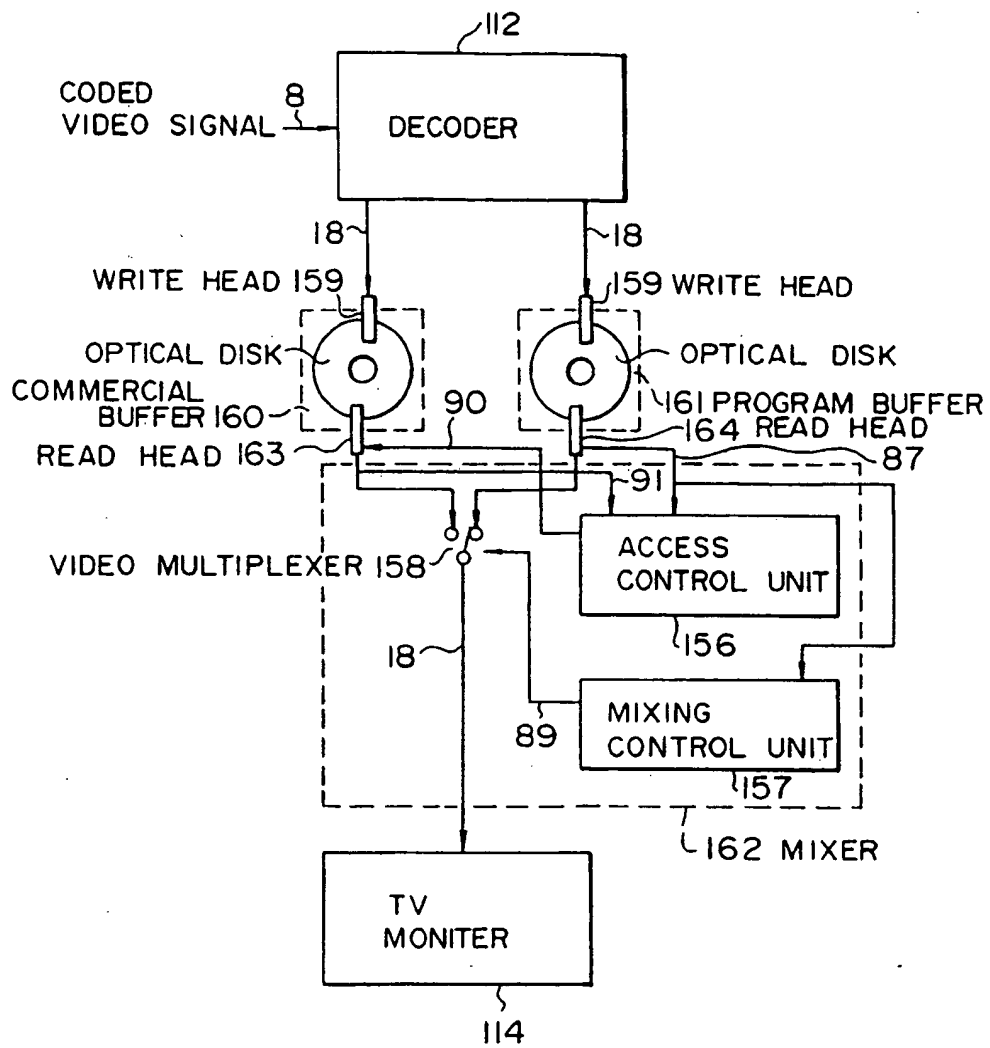 112
CODED
VIDEO SIGNAL
8
DECODER
18
18
WRITE HEAD 159
159 WRITE HEAD
OPTICAL DISK
OPTICAL DISK
COMMERCIAL
BUFFER 160
161 PROGRAM BUFFER
90
164 READ HEAD
READ HEAD 163
87
91
VIDEO MULTIPLEXER 158
ACCESS
CONTROL UNIT
156
18
89
MIXING
CONTROL UNIT
157
162 MIXER
TV
MONITER
114